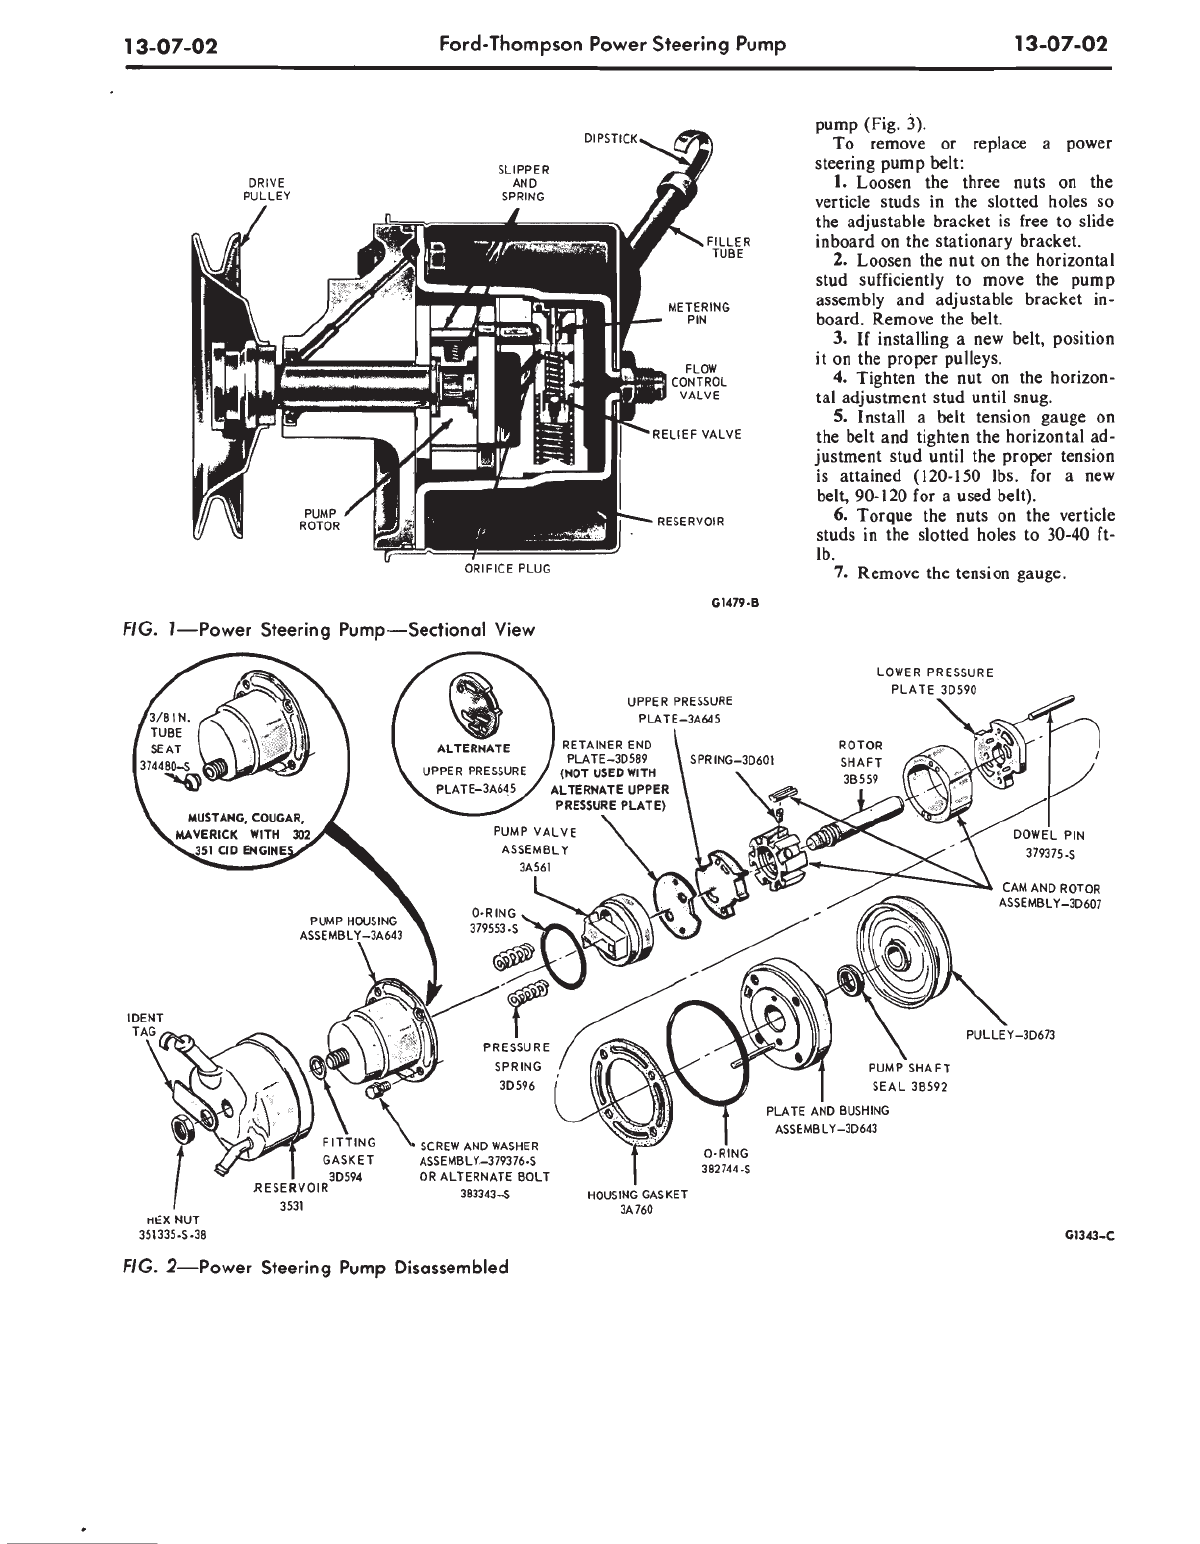 13-07-02
Ford-Thompson Power Steering Pump
13-07-02
DIPSTICK
SLIPPER
AND
SPRING
DRIVE
PULLEY
FILLER
TUBE
METERING
PIN
FLOW
CONTROL
VALVE
RELIEF VALVE
PUMP
ROTOR
RESERVOIR
ORIFICE PLUG
G1479-B
FIG. 1—Power Steering Pump—Sectional View
pump (Fig. 3).
To remove or replace a power
steering pump belt:
1. Loosen the three nuts on the
verticle studs in the slotted holes so
the adjustable bracket is free to slide
inboard on the stationary bracket.
2. Loosen the nut on the horizontal
stud sufficiently to move the pump
assembly and adjustable bracket in-
board. Remove the belt.
3. If installing a new belt, position
it on the proper pulleys.
4. Tighten the nut on the horizon-
tal adjustment stud until snug.
5. Install a belt tension gauge on
the belt and tighten the horizontal ad-
justment stud until the proper tension
is attained (120-150 lbs. for a new
belt, 90-120 for a used belt).
6. Torque the nuts on the verticle
studs in the slotted holes to 30-40 ft-
lb.
7. Remove the tension gauge.
3/8 IN.
TUBE
SEAT
374480-S
MUSTANG, COUGAR,
MAVERICK WITH 302
351 CID ENGINES
ALTERNATE
UPPER PRESSURE
PLATE-3A645
UPPER PRESSURE
PLATE-3A645
RETAINER END
PLATE-3D589
(NOT USED WITH
ALTERNATE UPPER
PRESSURE PLATE)
SPRING-3D601
LOWER PRESSURE
PLATE 3D590
ROTOR
SHAFT
3B559
DOWEL PIN
379375-S
CAM AND ROTOR
ASSEMBLY-3D607
PUMP VALVE
ASSEMBLY
3A561
O-RING
379553-S
PUMP HOUSING
ASSEMBLY-3A643
IDENT
TAG
PRESSURE
SPRING
3D596
PULLEY-3D673
PUMP SHAFT
SEAL 3B592
PLATE AND BUSHING
ASSEMBLY-3D643
O-RING
382744-S
HOUSING GASKET
3A760
FITTING
GASKET
3D594
SCREW AND WASHER
ASSEMBLY-379376-S
OR ALTERNATE BOLT
383343-S
RESERVOIR
3531
HEX NUT
351335-S-38
G1343-C
FIG. 2—Power Steering Pump Disassembled